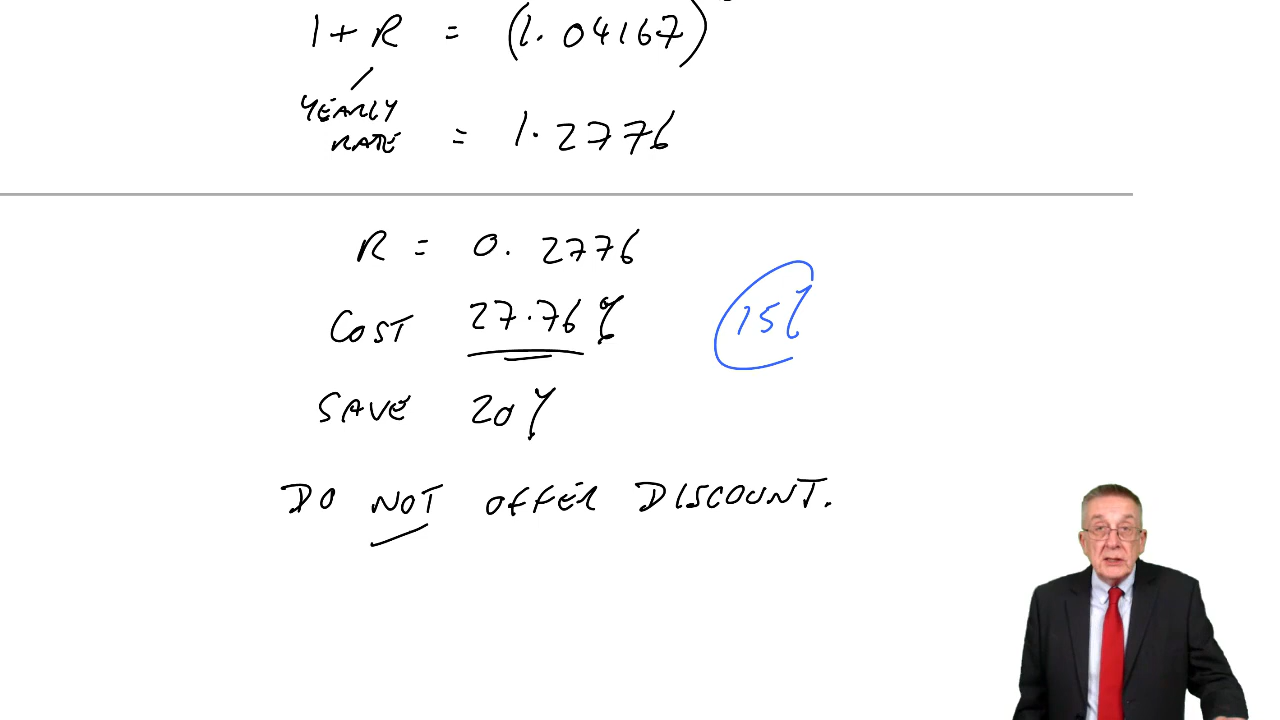 1 + R = (1.04167)
YEARLY
RATE = 1.2776
R = 0.2776
COST 27.76%
15%
SAVE 20%
DO NOT OFFER DISCOUNT.